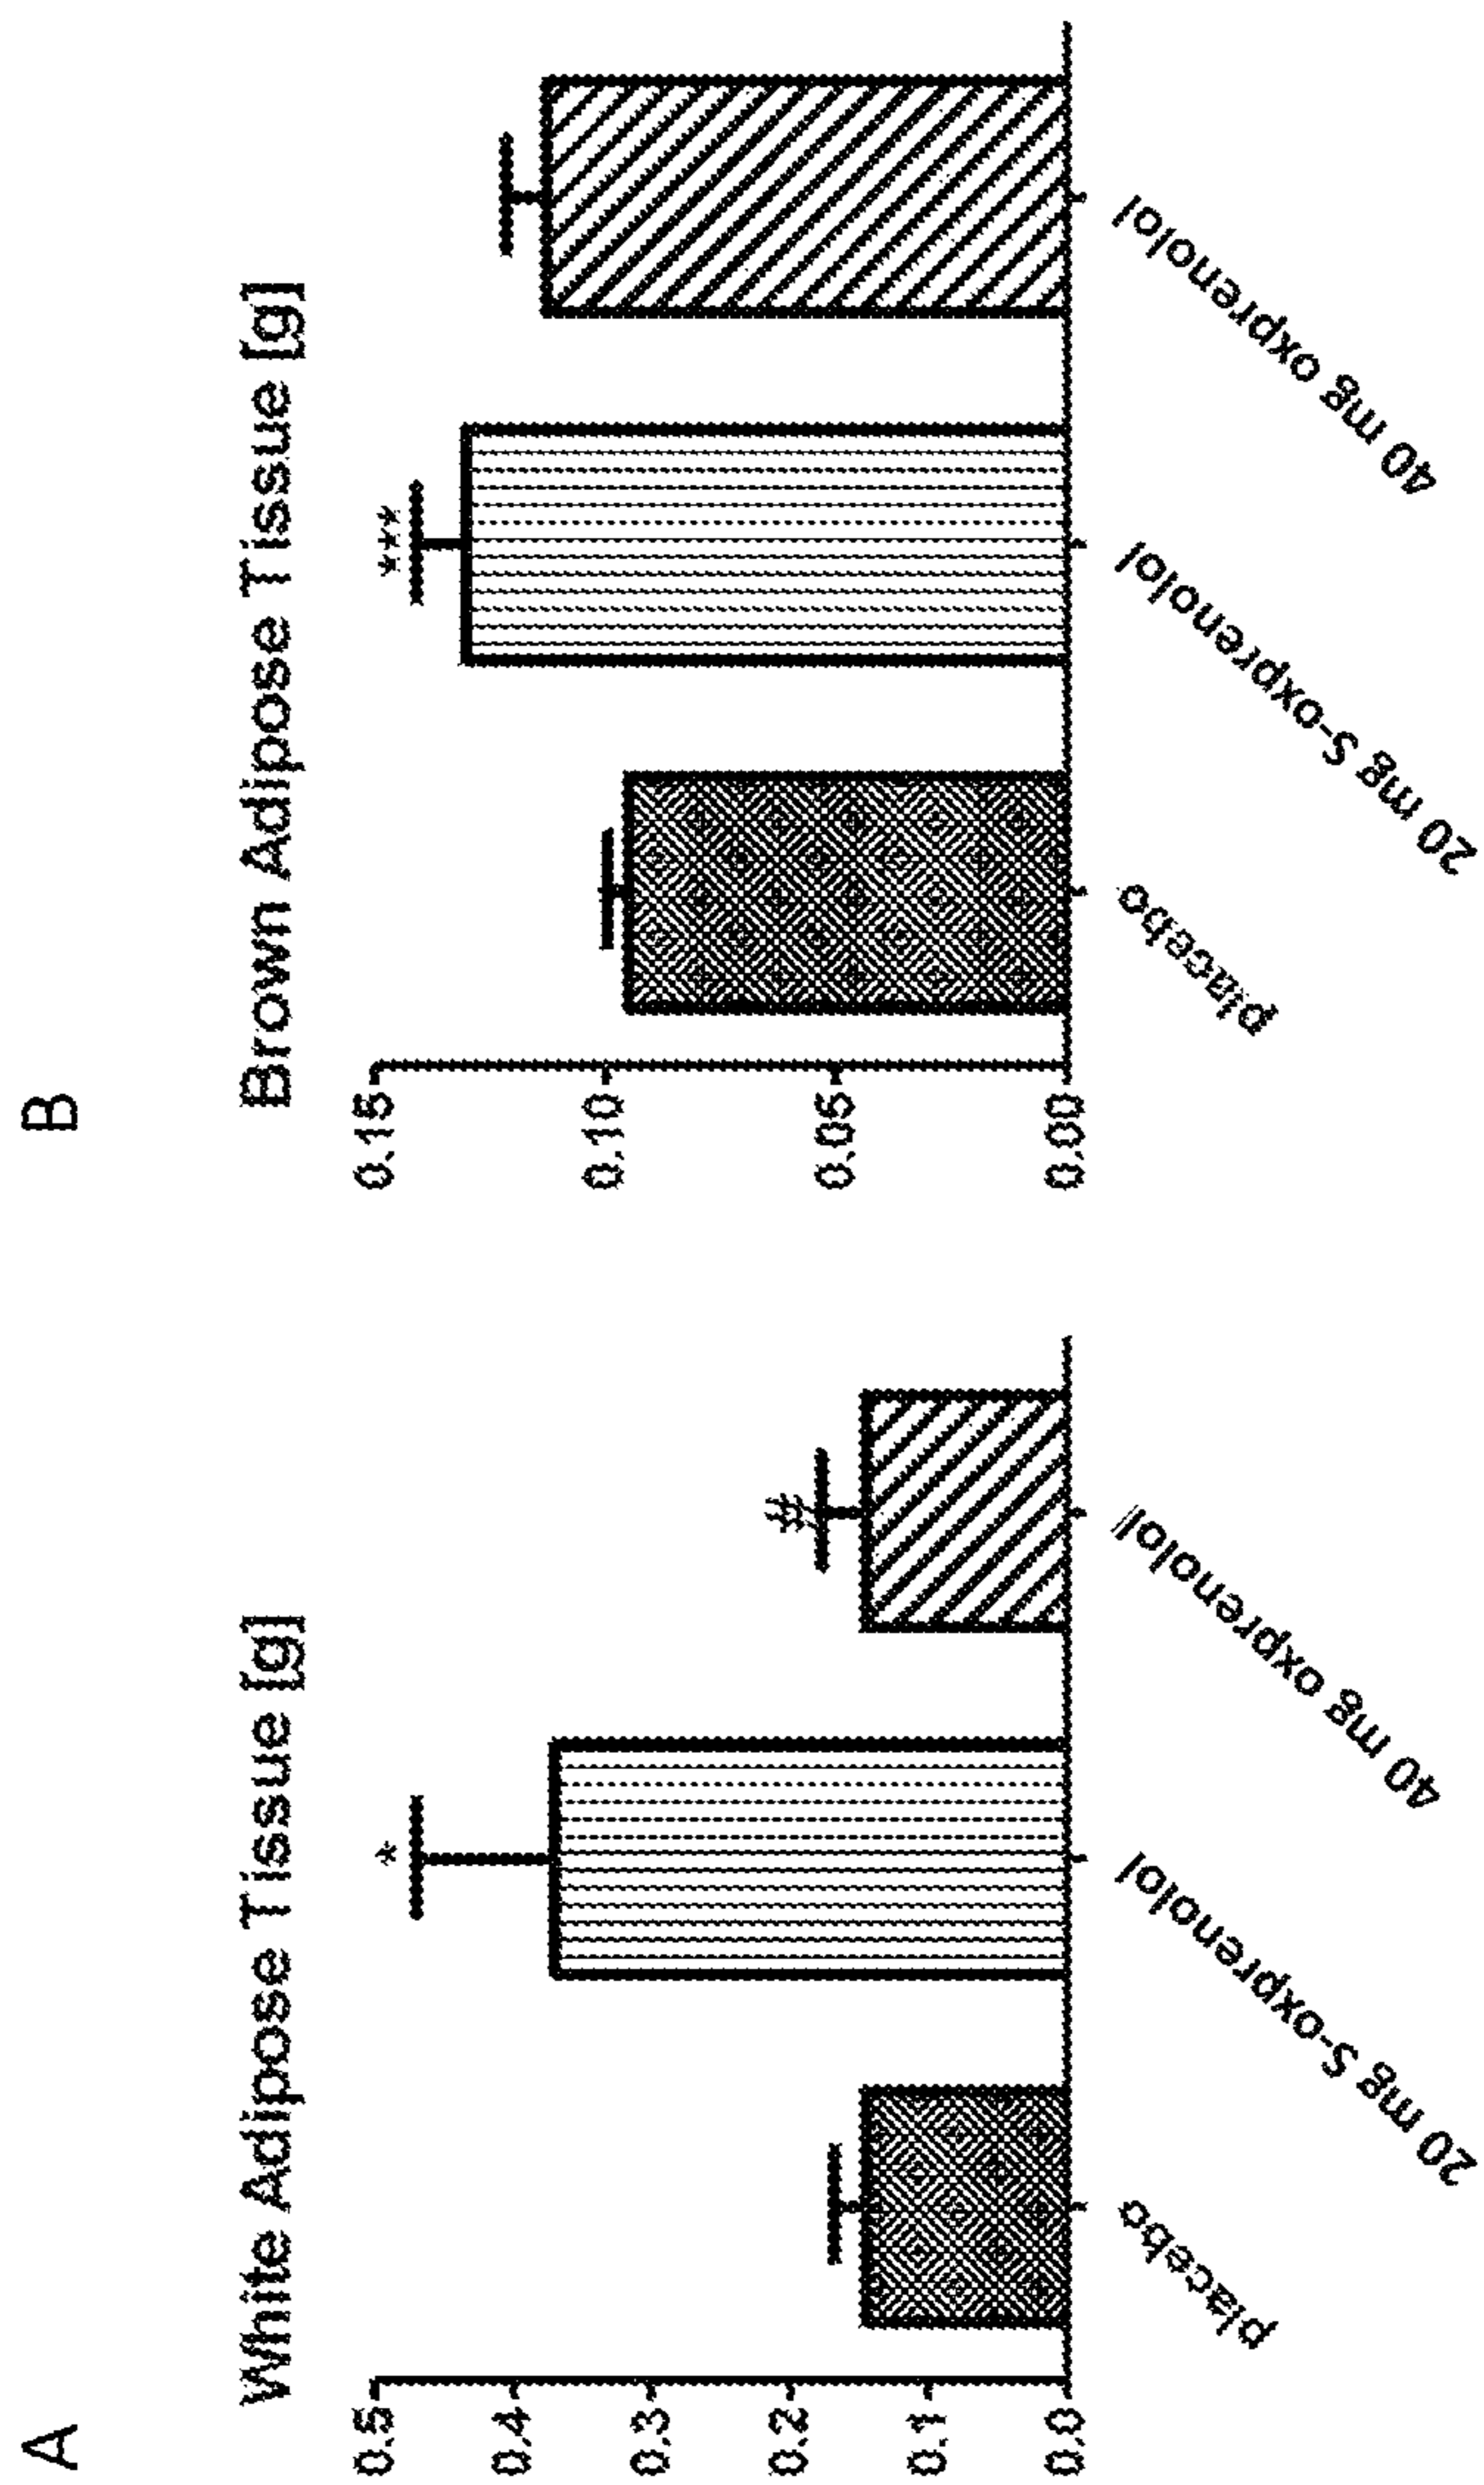 A
White Adipose Tissue [g]
0.5
0.4
0.3
0.2
0.1
0.0
*
#
placebo
20 mg S-oxprenolol
40 mg oxprenolol
B
Brown Adipose Tissue [g]
0.15
0.10
0.05
0.00
***
placebo
20 mg S-oxprenolol
40 mg oxprenolol